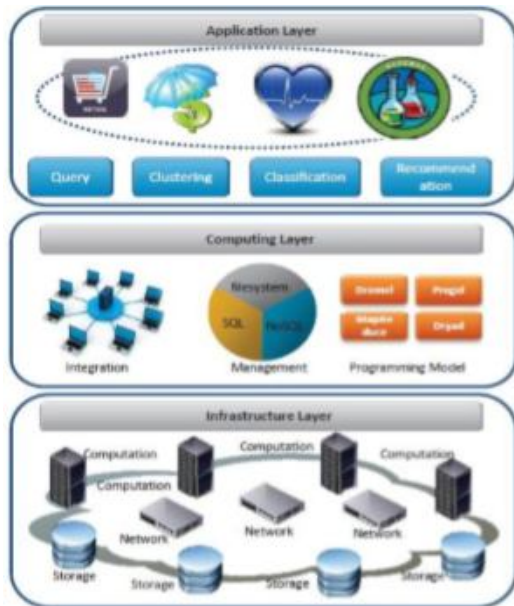 Application Layer
Query
Clustering
Classification
Recommend
ation
Computing Layer
filesystem
SQL
NoSQL
Dremel
Pregel
Dryad
Integration
Management
Programming Model
Infrastructure Layer
Computation
Computation
Computation
Computation
Network
Network
Network
Storage
Storage
Storage
Storage